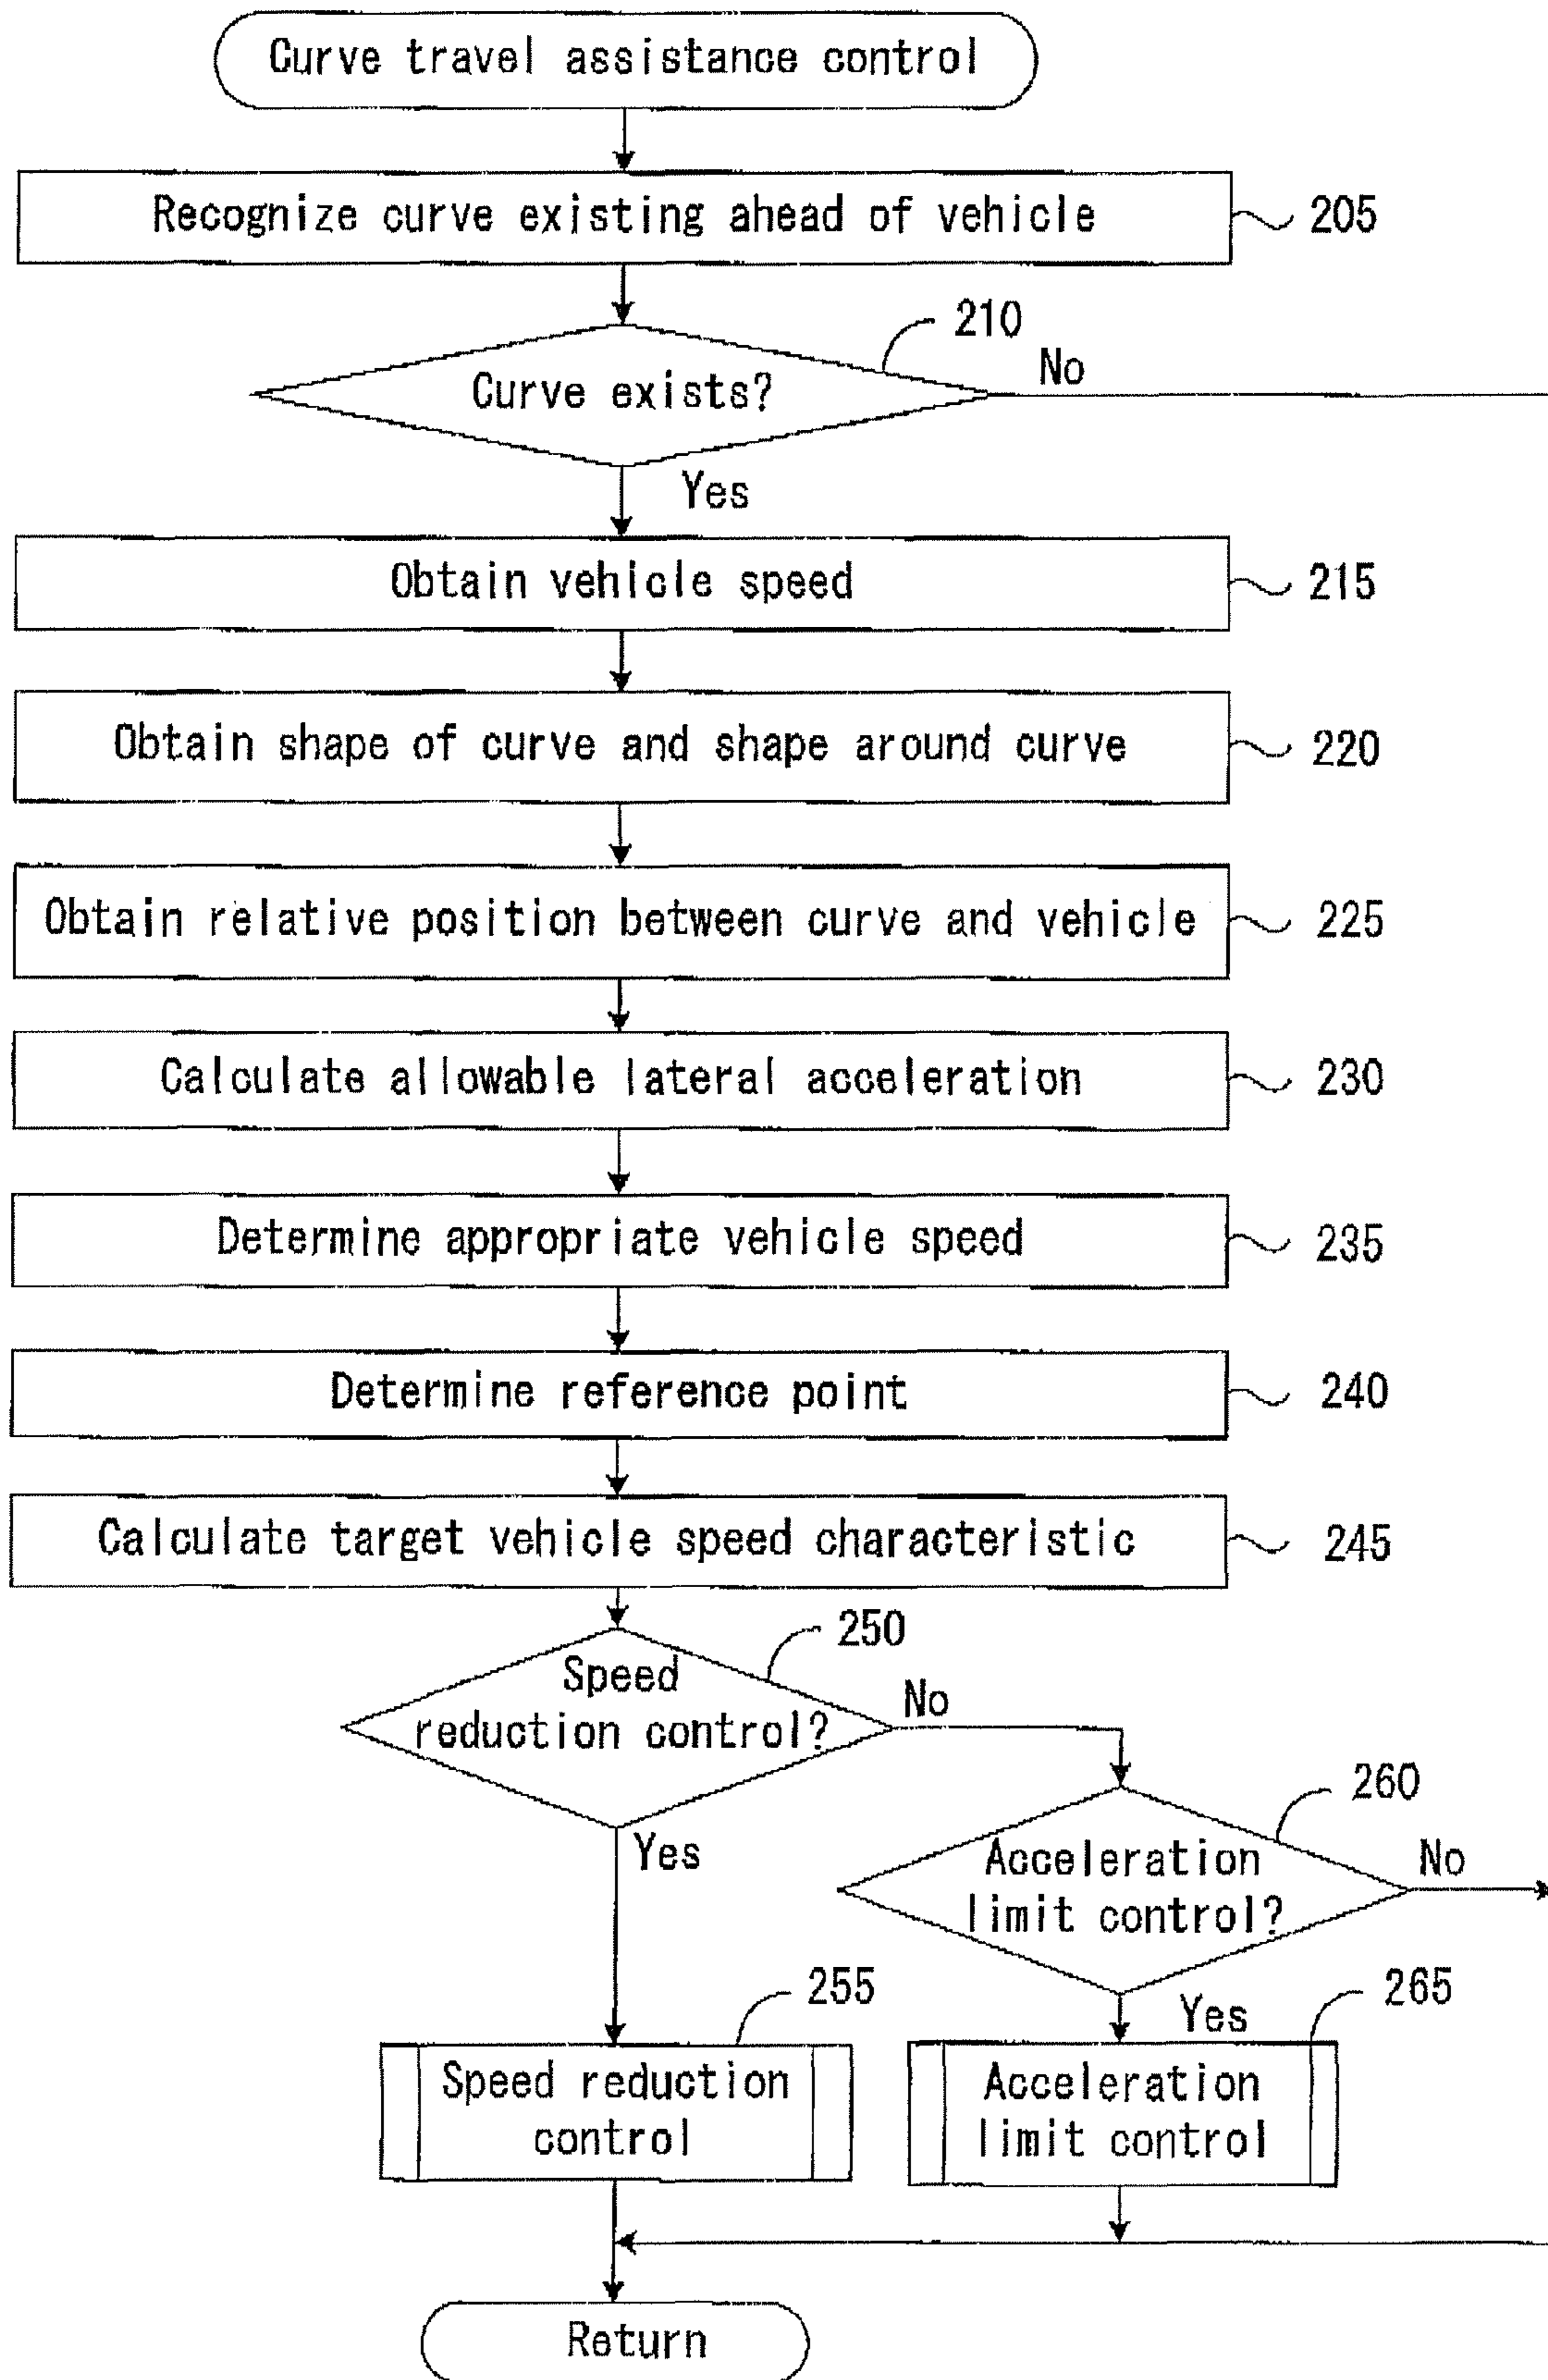 Curve travel assistance control
Recognize curve existing ahead of vehicle
205
210
Curve exists?
No
Yes
Obtain vehicle speed
215
Obtain shape of curve and shape around curve
220
Obtain relative position between curve and vehicle
225
Calculate allowable lateral acceleration
230
Determine appropriate vehicle speed
235
Determine reference point
240
Calculate target vehicle speed characteristic
245
250
Speed
reduction control?
No
Yes
260
Acceleration
limit control?
No
Yes
255
Speed reduction
control
265
Acceleration
limit control
Return